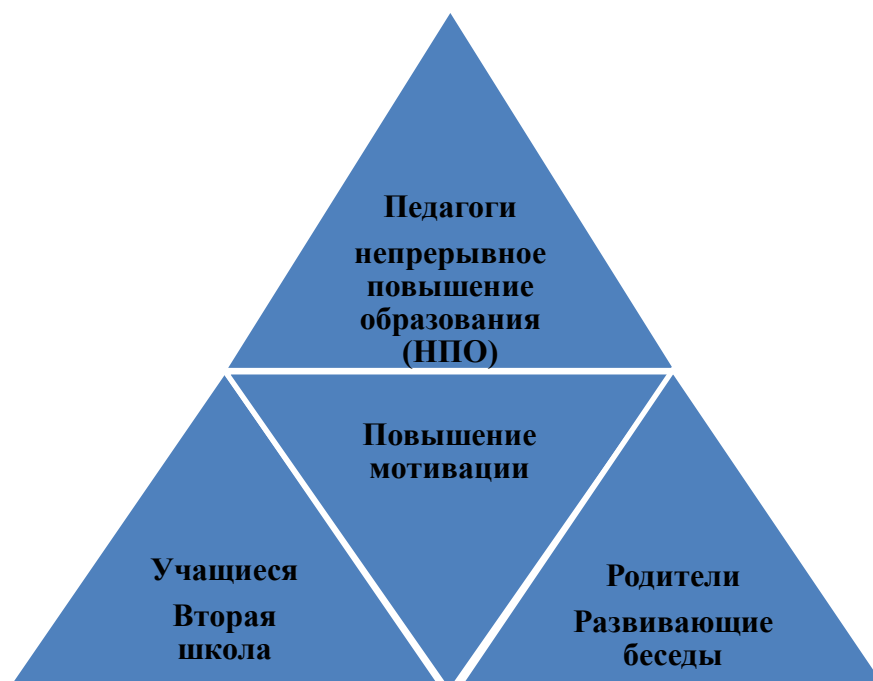 Педагоги
непрерывное
повышение
образования
(НПО)
Повышение
мотивации
Учащиеся
Вторая
школа
Родители
Развивающие
беседы